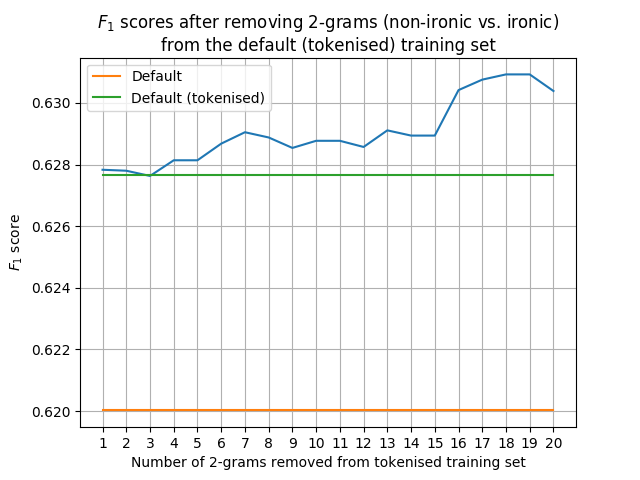 F1 scores after removing 2-grams (non-ironic vs. ironic)
from the default (tokenised) training set
Default
Default (tokenised)
0.630
0.628
0.626
0.624
0.622
0.620
F1 score
1 2 3 4 5 6 7 8 9 10 11 12 13 14 15 16 17 18 19 20
Number of 2-grams removed from tokenised training set